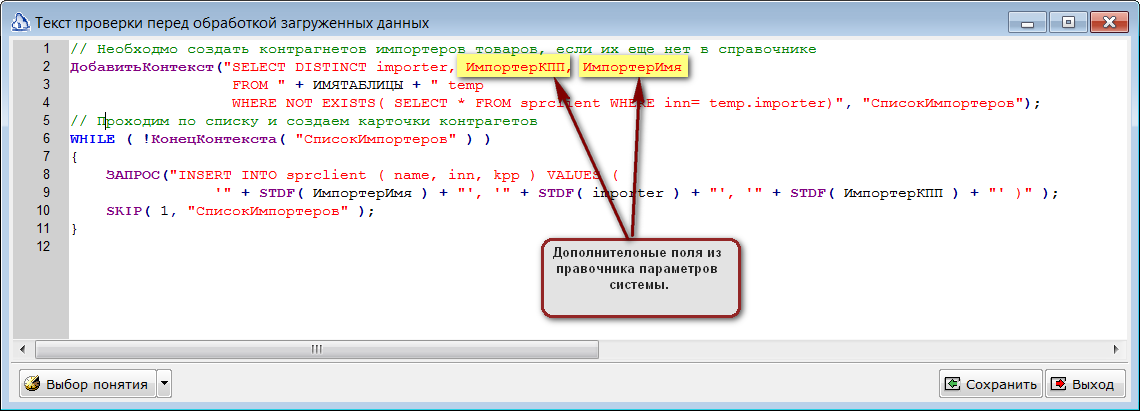 Текст проверки перед обработкой загруженных данных
1 // Необходмо создать контрагнетов импортеров товаров, если их еще нет в справочнике
2 ДобавитьКонтекст("SELECT DISTINCT importer, ИмпортерКПП, ИмпортерИмя
3 FROM " + ИМЯТАБЛИЦЫ + " temp
4 WHERE NOT EXISTS( SELECT * FROM sprclient WHERE inn= temp.importer)", "СписокИмпортеров");
5 // Проходим по списку и создаем карточки контрагетов
6 WHILE ( !КонецКонтекста( "СписокИмпортеров" ) )
7 {
8 ЗАПРОС("INSERT INTO sprclient ( name, inn, kpp ) VALUES (
9 '" + STDF( ИмпортерИмя ) + "', '" + STDF( importer ) + "', '" + STDF( ИмпортерКПП ) + "' )" );
10 SKIP( 1, "СписокИмпортеров" );
11 }
12
Дополнителоные поля из
правочника параметров
системы.
Выбор понятия
Сохранить
Выход